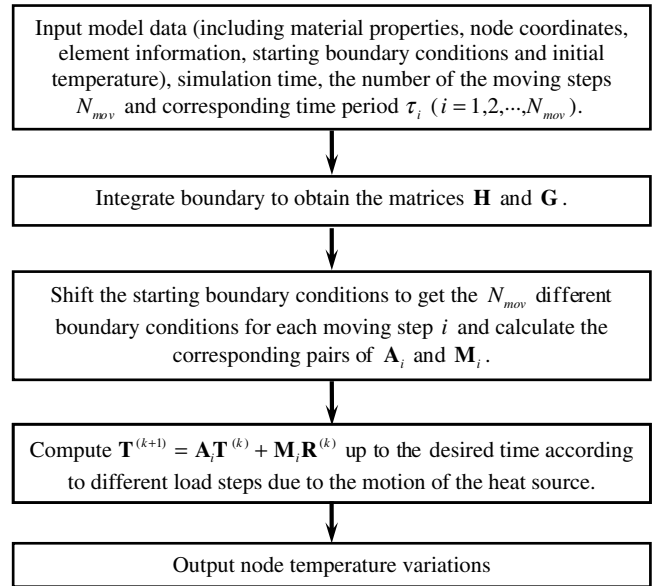 Input model data (including material properties, node coordinates,
element information, starting boundary conditions and initial
temperature), simulation time, the number of the moving steps
N_mov and corresponding time period τ_i (i = 1,2,⋯,N_mov).
Integrate boundary to obtain the matrices H and G .
Shift the starting boundary conditions to get the N_mov different
boundary conditions for each moving step i and calculate the
corresponding pairs of A_i and M_i .
Compute T^(k+1) = A_i T^(k) + M_i R^(k) up to the desired time according
to different load steps due to the motion of the heat source.
Output node temperature variations